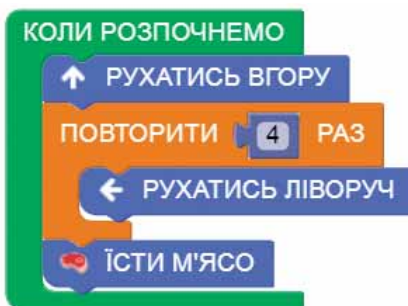 КОЛИ РОЗПОЧНЕМО
РУХАТИСЬ ВГОРУ
ПОВТОРИТИ 4 РАЗ
РУХАТИСЬ ЛІВОРУЧ
ЇСТИ М'ЯСО